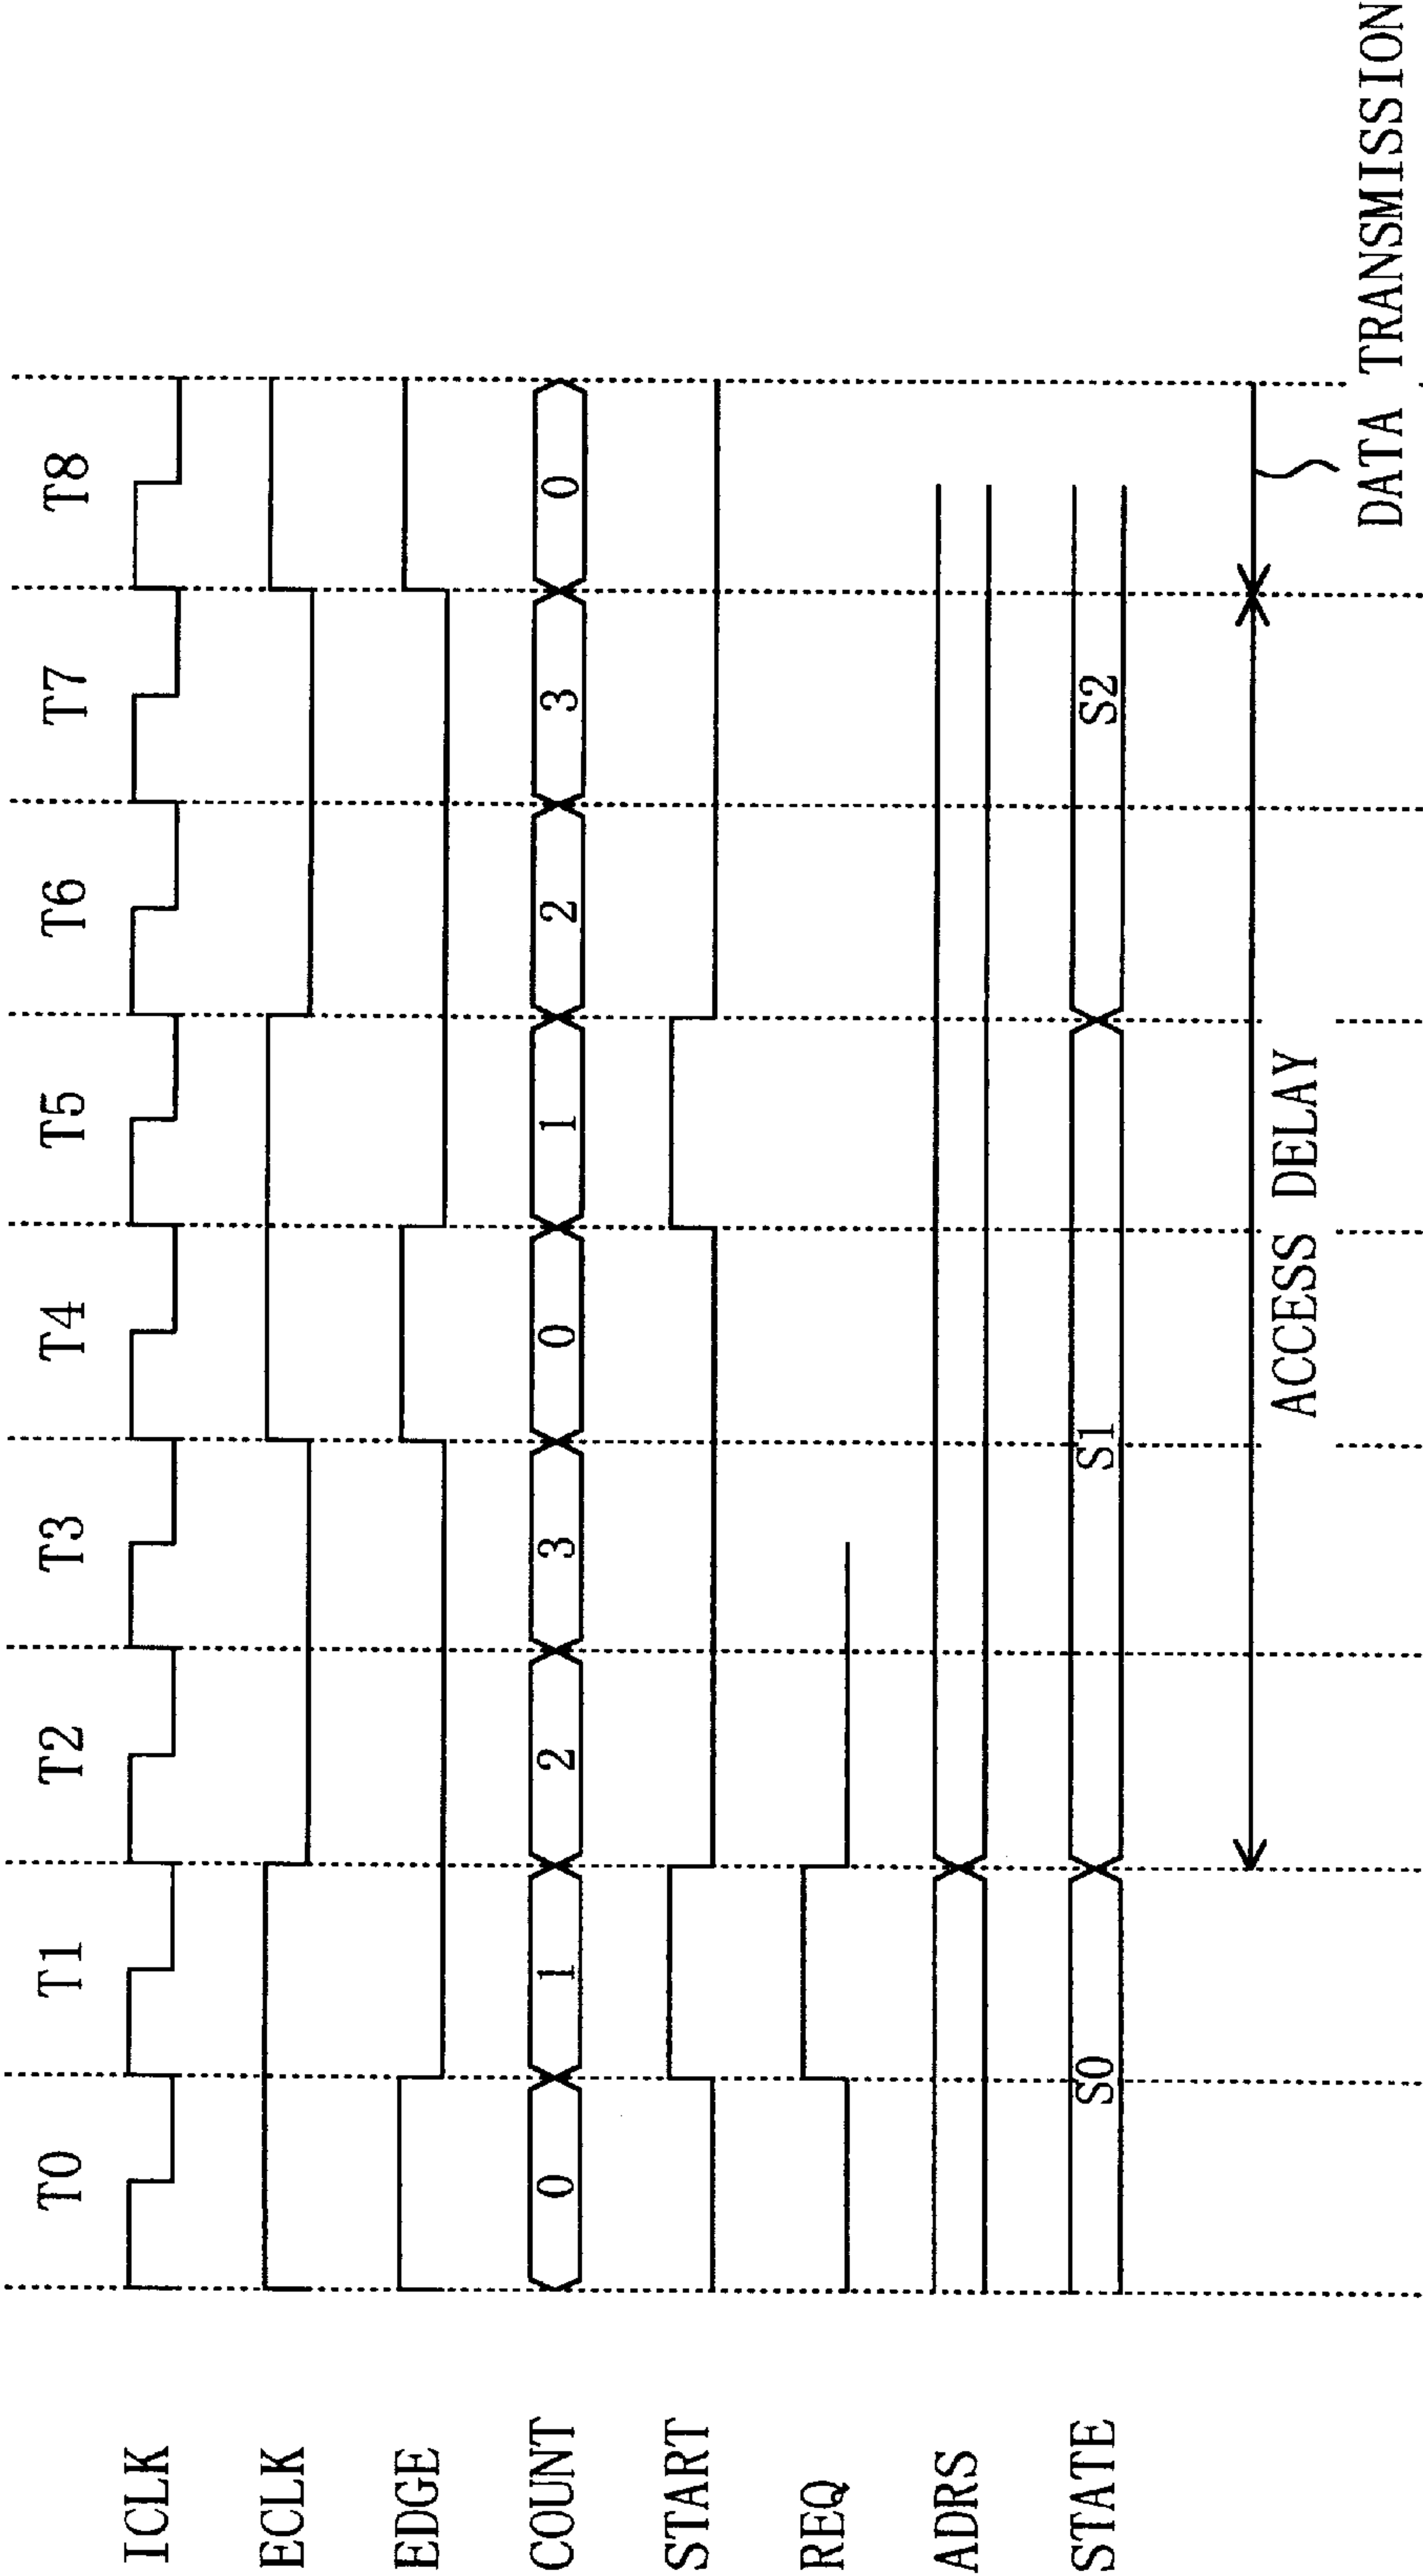 T0 T1 T2 T3 T4 T5 T6 T7 T8
ICLK
ECLK
EDGE
COUNT 0 1 2 3 0 1 2 3 0
START
REQ
ADRS
STATE S0 S1 S2
ACCESS DELAY
DATA TRANSMISSION